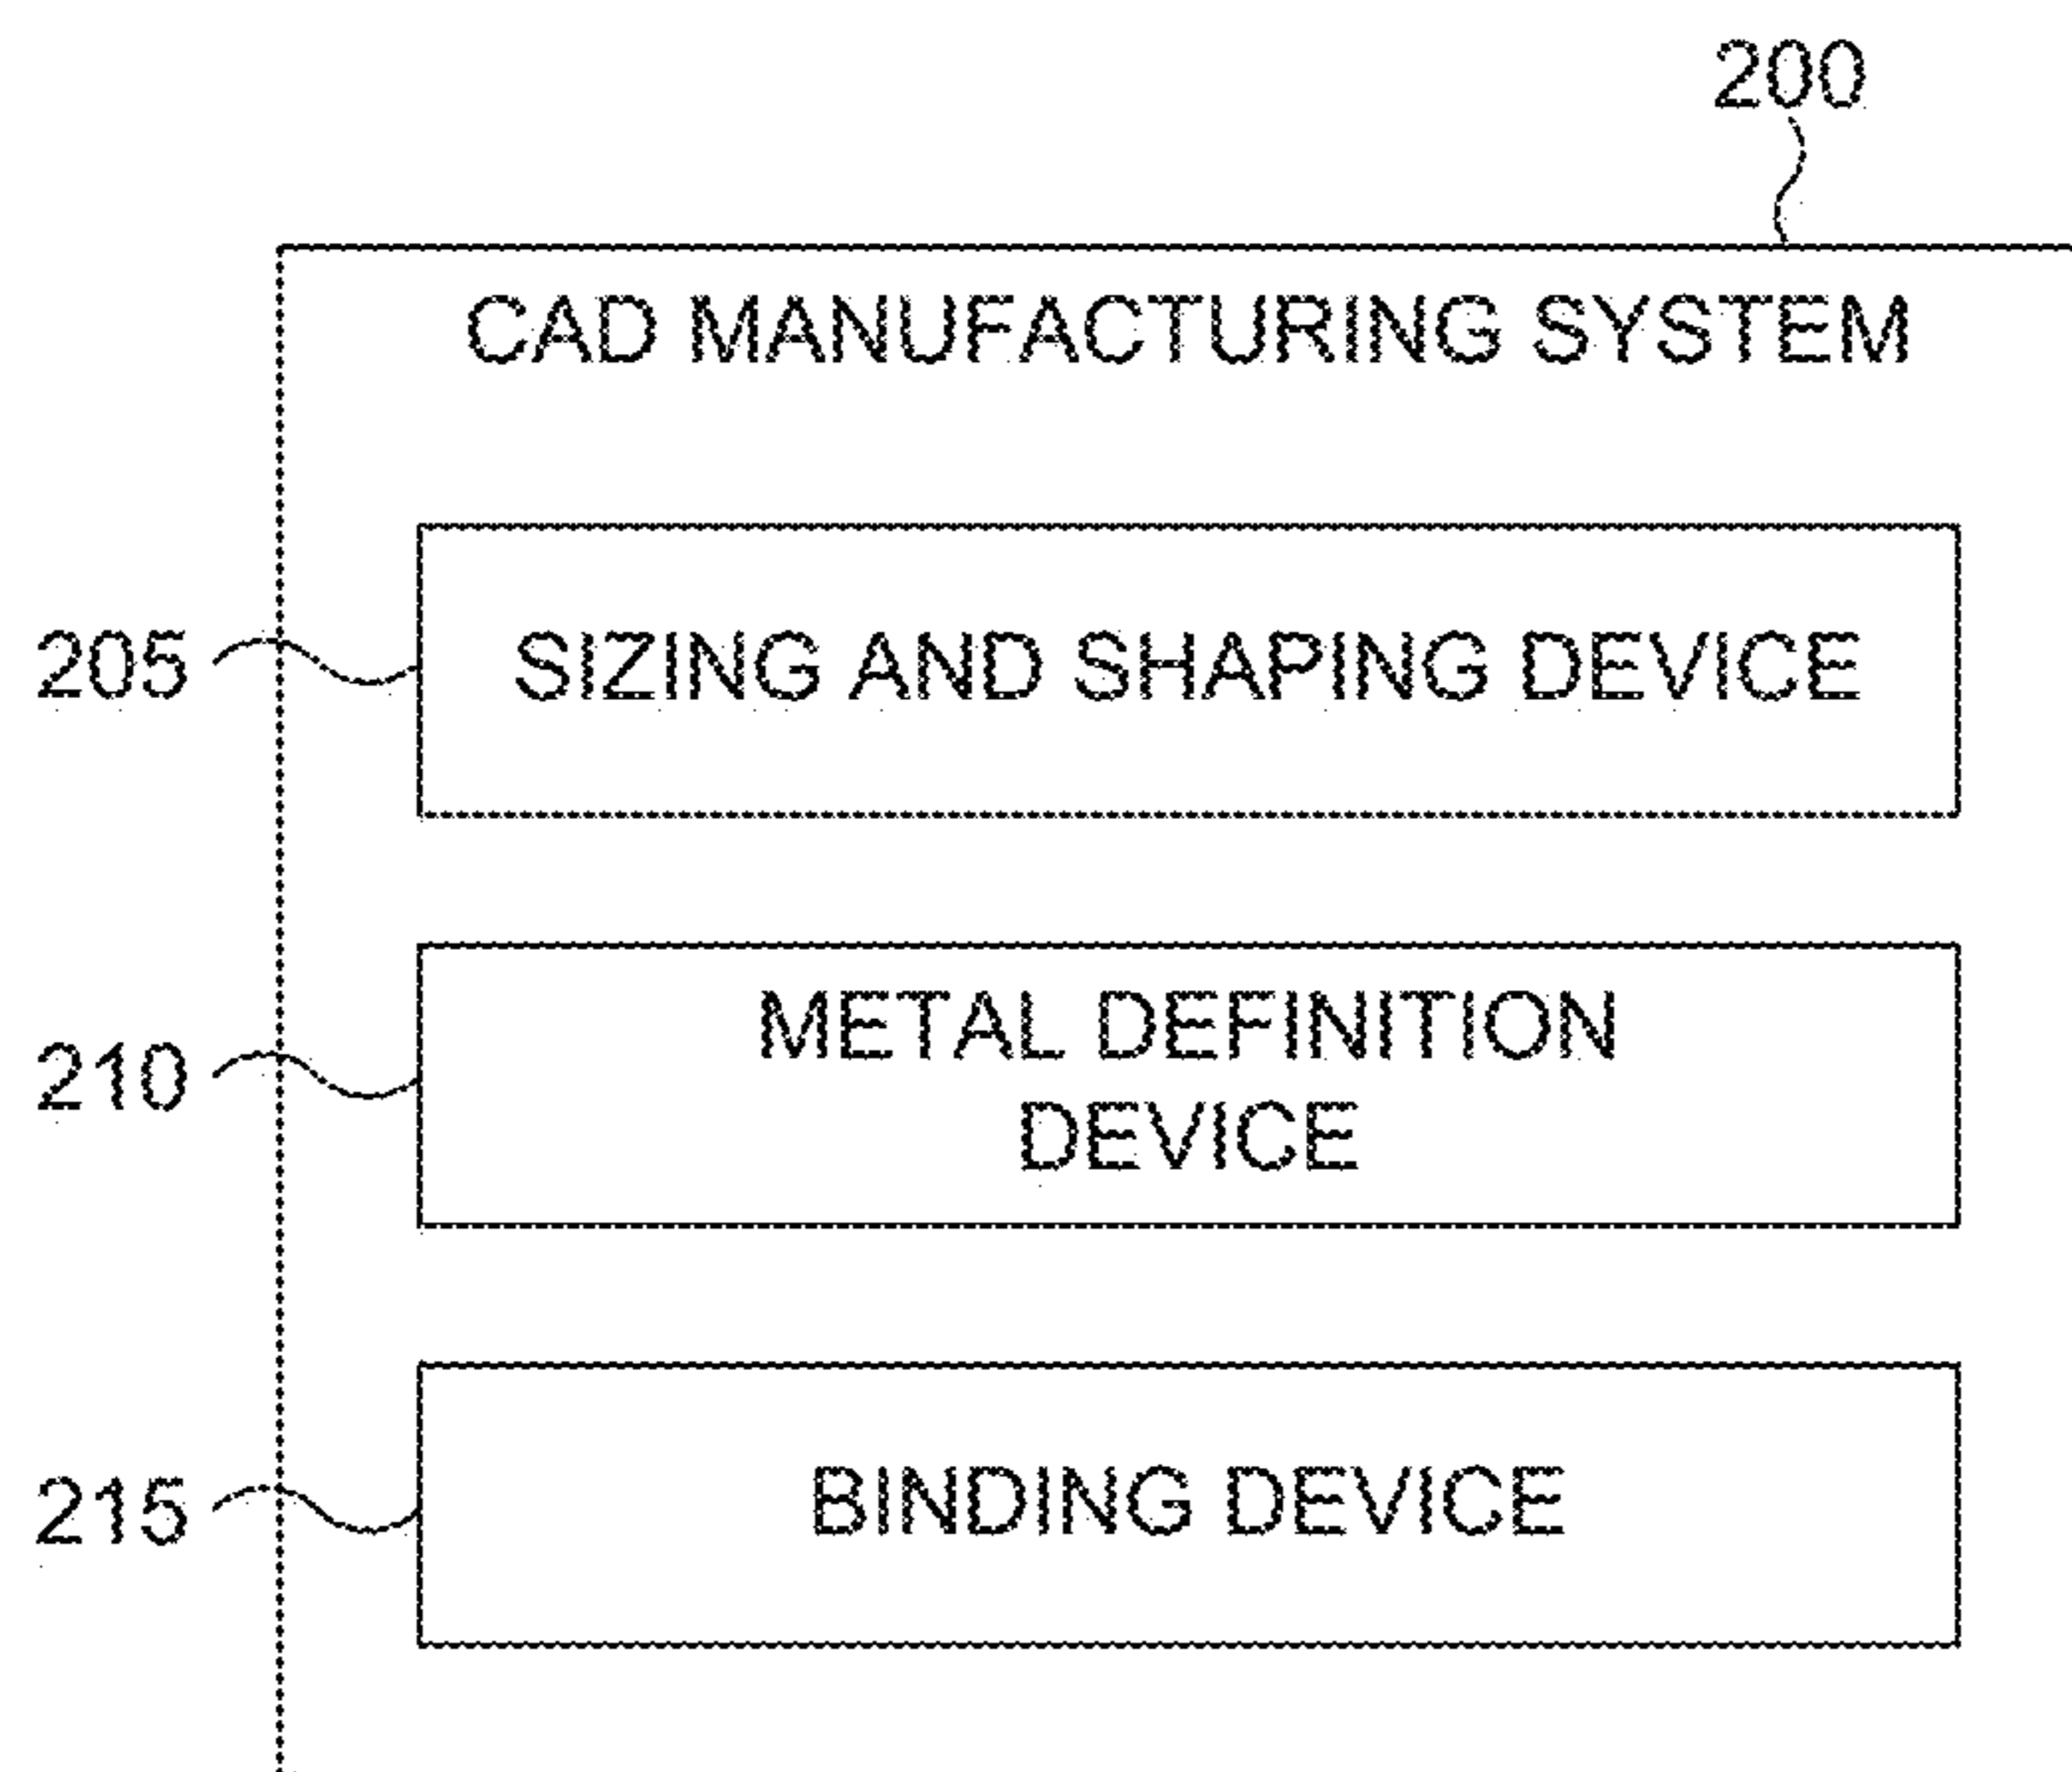 200
CAD MANUFACTURING SYSTEM
205
SIZING AND SHAPING DEVICE
210
METAL DEFINITION
DEVICE
215
BINDING DEVICE